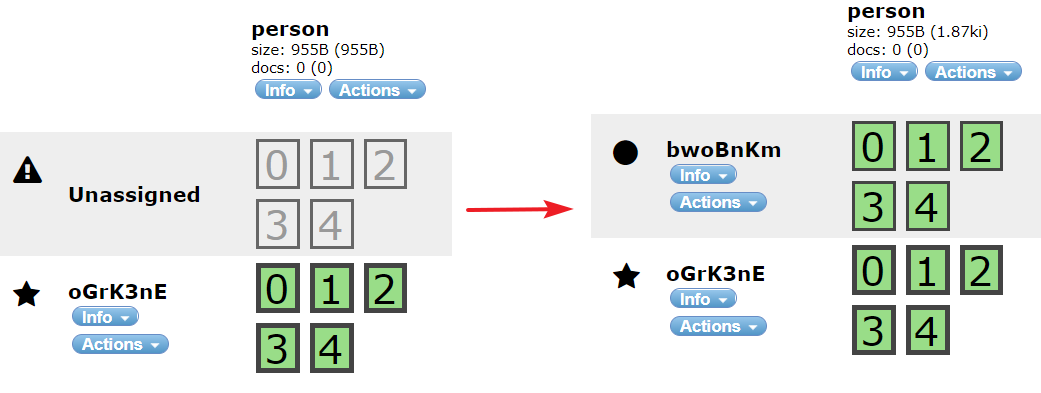 person
size: 955B (955B)
docs: 0 (0)
Info Actions
Unassigned
0 1 2
3 4
oGrK3nE
Info
Actions
0 1 2
3 4
person
size: 955B (1.87ki)
docs: 0 (0)
Info Actions
bwoBnKm
Info
Actions
0 1 2
3 4
oGrK3nE
Info
Actions
0 1 2
3 4